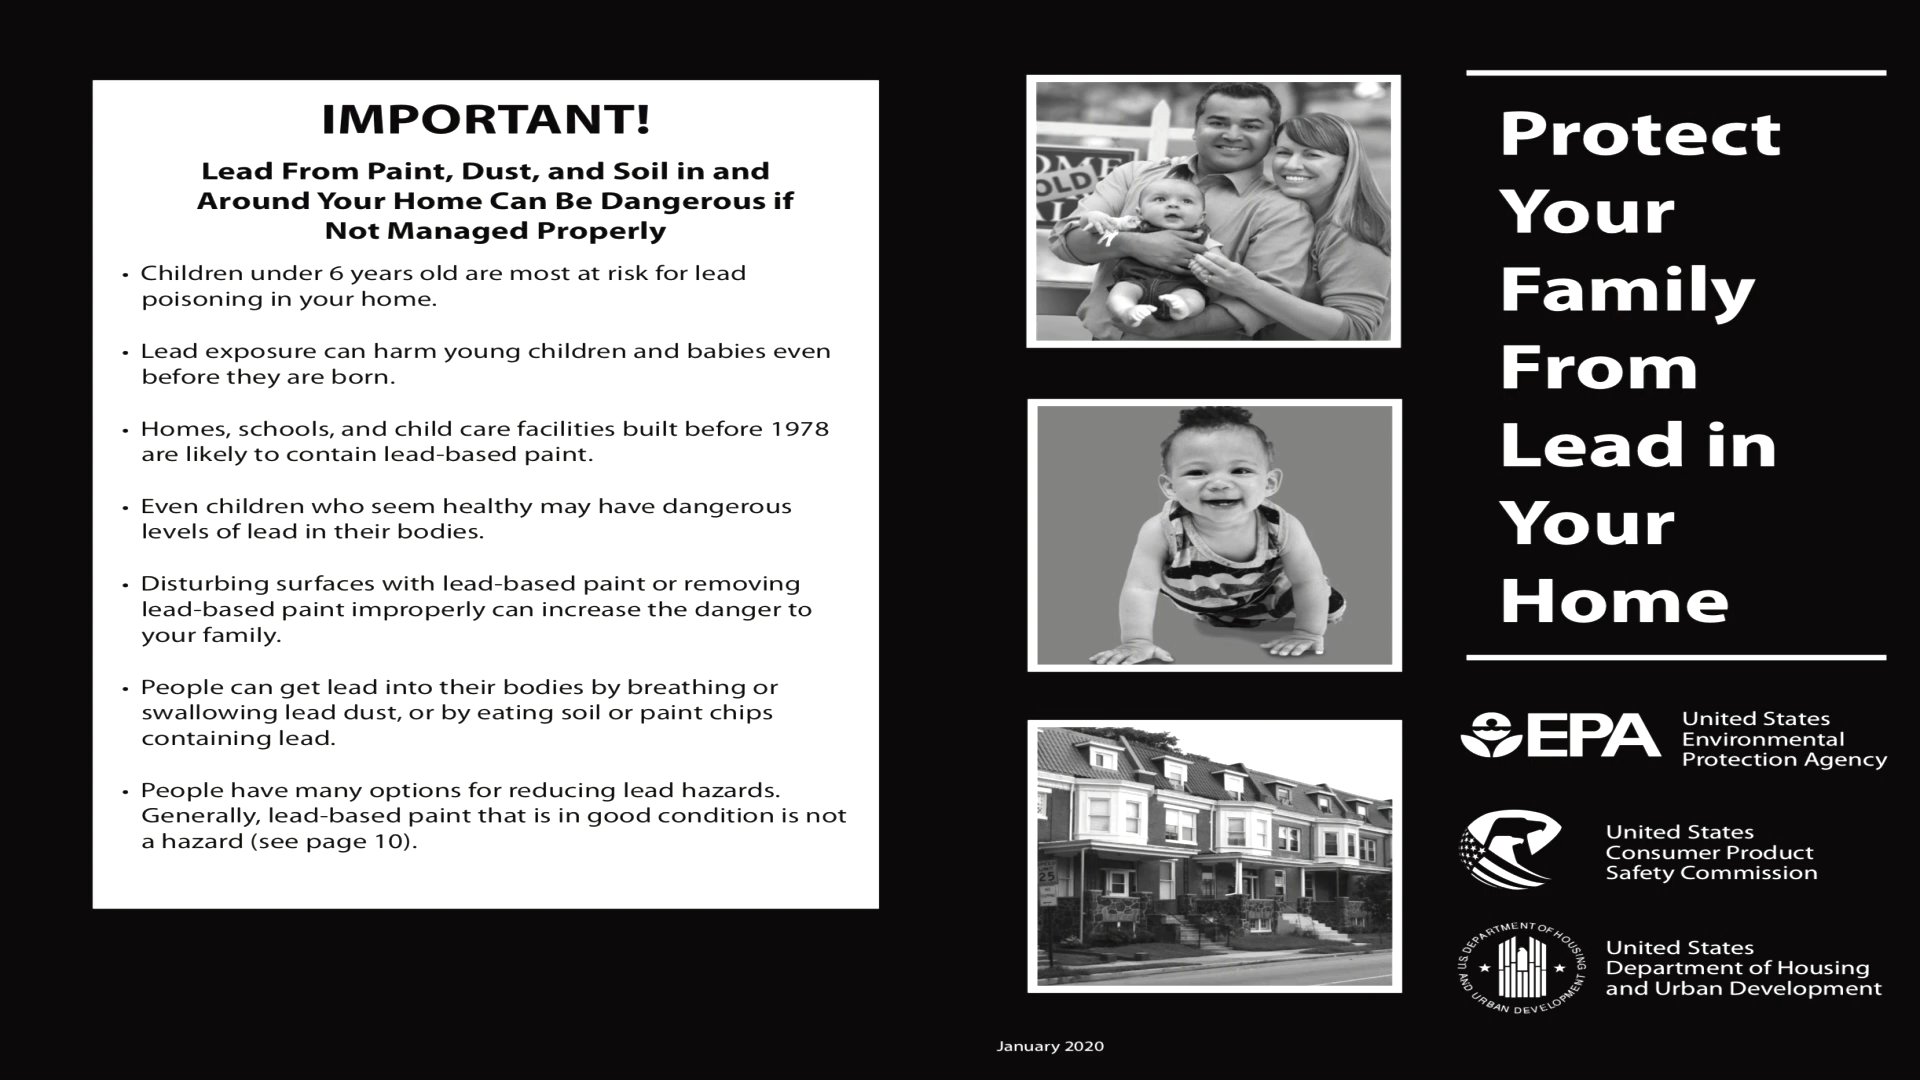 IMPORTANT!
Lead From Paint, Dust, and Soil in and
Around Your Home Can Be Dangerous if
Not Managed Properly
• Children under 6 years old are most at risk for lead
poisoning in your home.
• Lead exposure can harm young children and babies even
before they are born.
• Homes, schools, and child care facilities built before 1978
are likely to contain lead-based paint.
• Even children who seem healthy may have dangerous
levels of lead in their bodies.
• Disturbing surfaces with lead-based paint or removing
lead-based paint improperly can increase the danger to
your family.
• People can get lead into their bodies by breathing or
swallowing lead dust, or by eating soil or paint chips
containing lead.
• People have many options for reducing lead hazards.
Generally, lead-based paint that is in good condition is not
a hazard (see page 10).
OME
OLD
25
Protect
Your
Family
From
Lead in
Your
Home
EPA
United States
Environmental
Protection Agency
United States
Consumer Product
Safety Commission
U.S. DEPARTMENT OF HOUSING
AND URBAN DEVELOPMENT
United States
Department of Housing
and Urban Development
January 2020